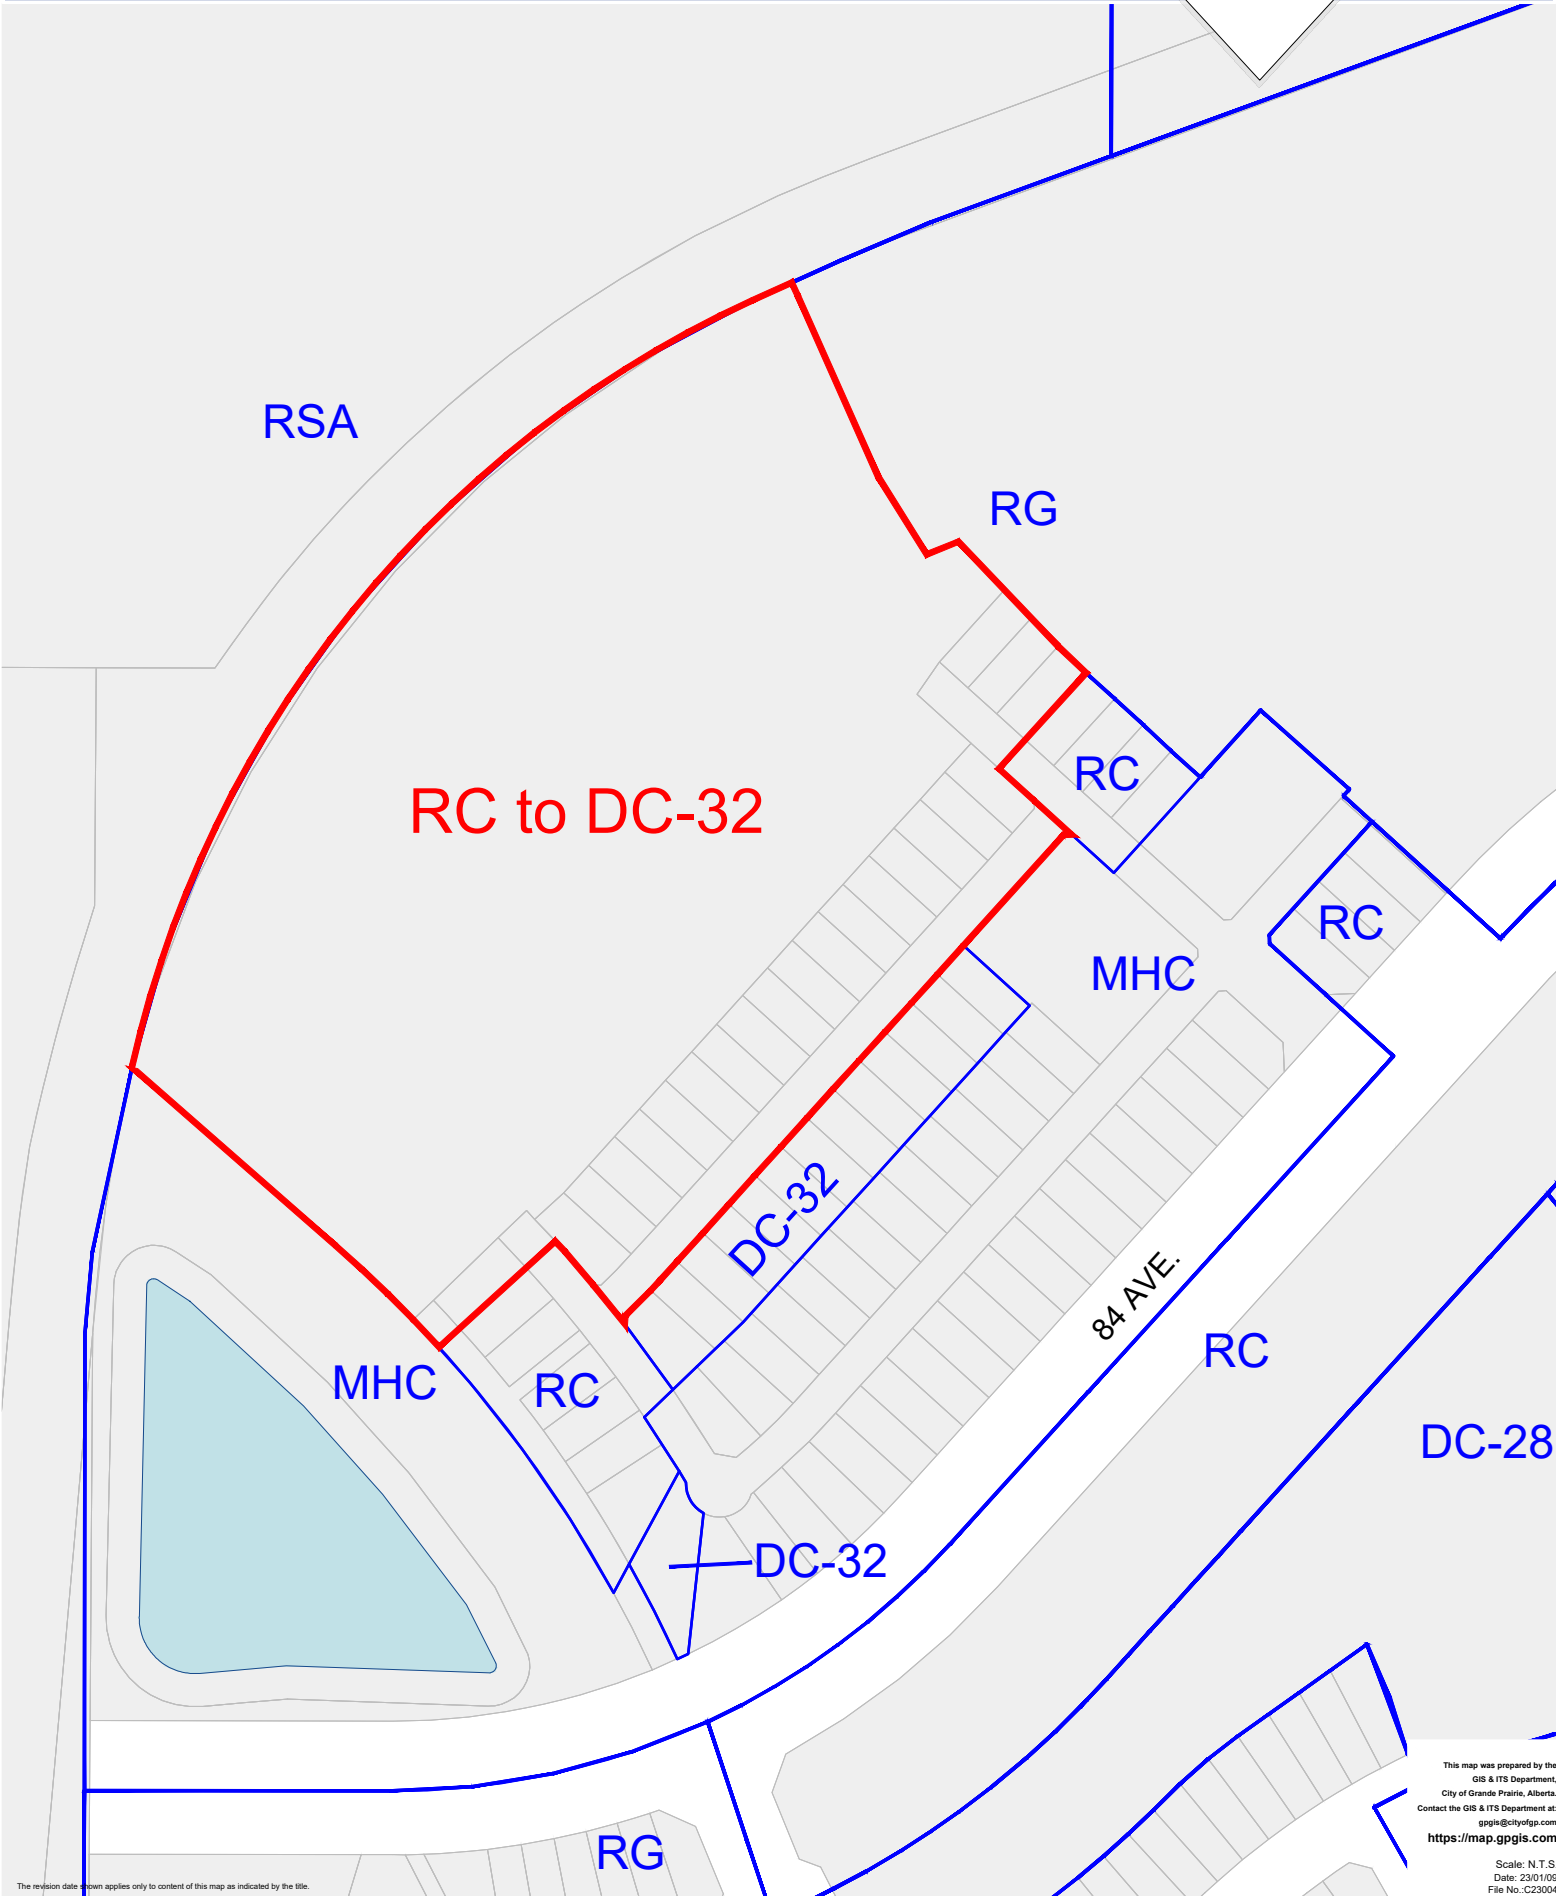 RSA
RG
RC
RC to DC-32
RC
MHC
DC-32
84 AVE.
RC
MHC
RC
DC-28
DC-32
RG
This map was prepared by the
GIS & ITS Department,
City of Grande Prairie, Alberta.
Contact the GIS & ITS Department at:
gpgis@cityofgp.com
https://map.gpgis.com
Scale: N.T.S
Date: 23/01/09
File No.:C23004
The revision date shown applies only to content of this map as indicated by the title.